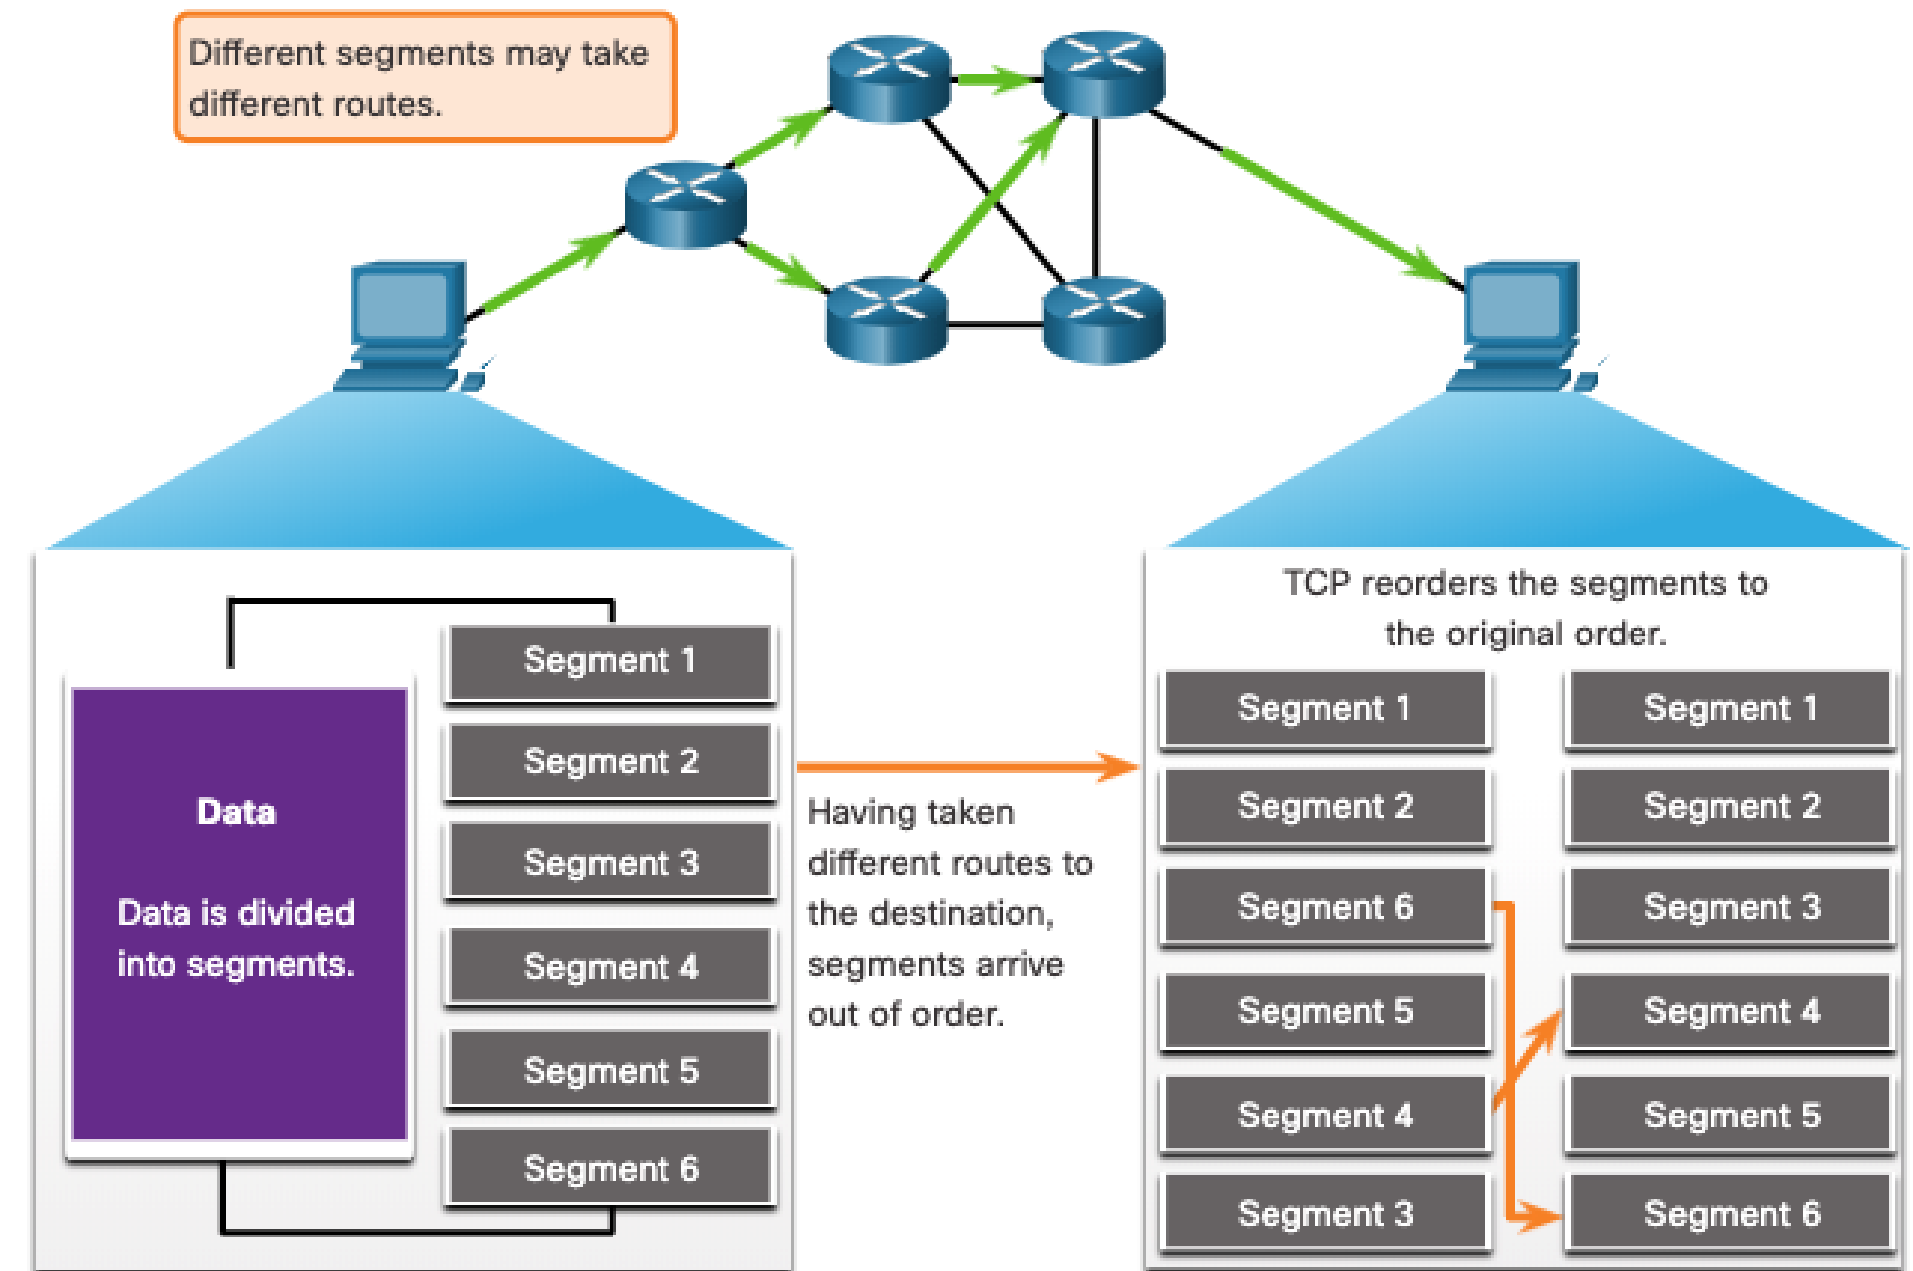 Different segments may take
different routes.
Data
Data is divided
into segments.
Segment 1
Segment 2
Segment 3
Segment 4
Segment 5
Segment 6
Having taken
different routes to
the destination,
segments arrive
out of order.
TCP reorders the segments to
the original order.
Segment 1
Segment 2
Segment 6
Segment 5
Segment 4
Segment 3
Segment 1
Segment 2
Segment 3
Segment 4
Segment 5
Segment 6